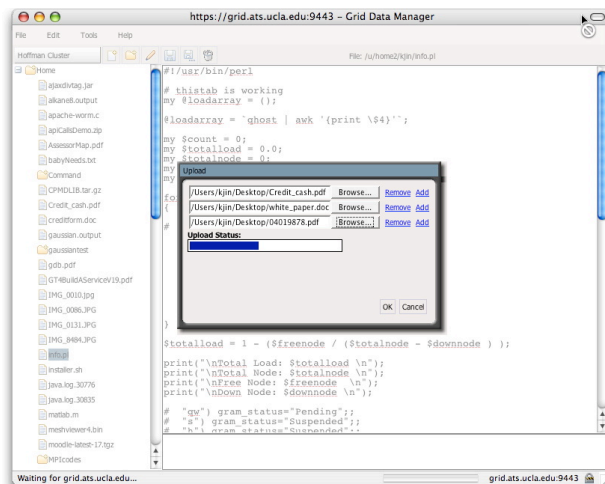 https://grid.ats.ucla.edu:9443 – Grid Data Manager
File Edit Tools Help
Hoffman Cluster
File: /u/home2/kjin/info.pl
Home
ajaxdivtag.jar
alkane8.output
apache-worm.c
apiCallsDemo.zip
AssessorMap.pdf
babyNeeds.txt
Command
CPMDLIB.tar.gz
Credit_cash.pdf
creditform.doc
gaussian.output
gaussiantest
gdb.pdf
GT4BuildAServiceV19.pdf
IMG_0010.jpg
IMG_0086.JPG
IMG_0131.JPG
IMG_8484.JPG
info.pl
installer.sh
java.log.30776
java.log.30835
matlab.m
meshviewer4.bin
moodle-latest-17.tgz
MPIcodes
#!/usr/bin/perl
# thistab is working
my @loadarray = ();
@loadarray = `qhost | awk '{print \$4}'`;
my $count = 0;
my $totalload = 0.0;
my $totalnode = 0;
my
my
for
{
#
Upload
/Users/kjin/Desktop/Credit_cash.pdf Browse... Remove Add
/Users/kjin/Desktop/white_paper.doc Browse... Remove Add
/Users/kjin/Desktop/04019878.pdf Browse... Remove Add
Upload Status:
OK Cancel
}
$totalload = 1 - ($freenode / ($totalnode - $downnode ) );
print("\nTotal Load: $totalload \n");
print("\nTotal Node: $totalnode \n");
print("\nFree Node: $freenode \n");
print("\nDown Node: $downnode \n");
# "qw") gram_status="Pending";;
# "s") gram_status="Suspended";;
# "h") gram_status="Suspended";;
Waiting for grid.ats.ucla.edu...
grid.ats.ucla.edu:9443